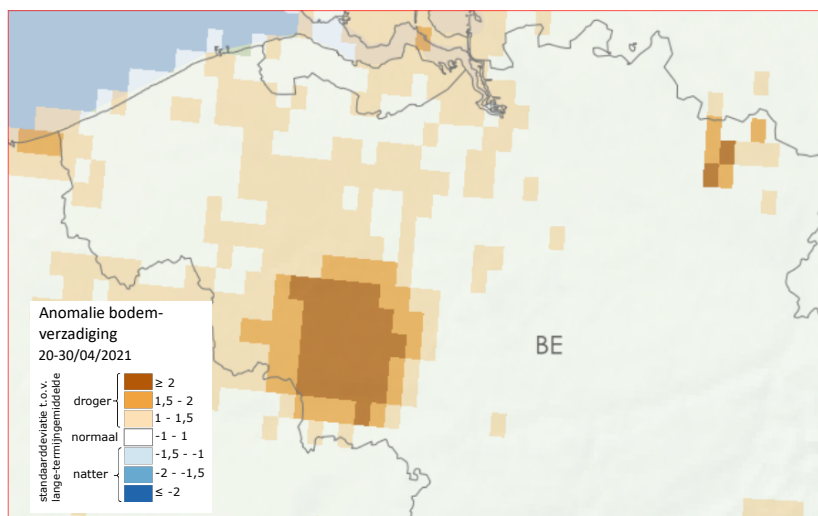 Anomalie bodem-
verzadiging
20-30/04/2021
standaarddeviatie t.o.v.
lange-termijngemiddelde
droger
normaal
natter
≥ 2
1,5 - 2
1 - 1,5
-1 - 1
-1,5 - -1
-2 - -1,5
≤ -2
BE